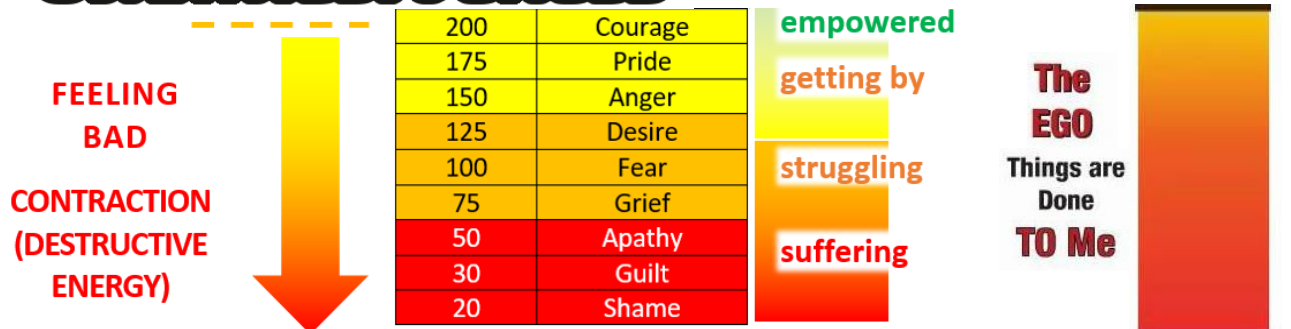 FEELING
BAD
CONTRACTION
(DESTRUCTIVE
ENERGY)
200 Courage
175 Pride
150 Anger
125 Desire
100 Fear
75 Grief
50 Apathy
30 Guilt
20 Shame
empowered
getting by
struggling
suffering
The
EGO
Things are
Done
TO Me